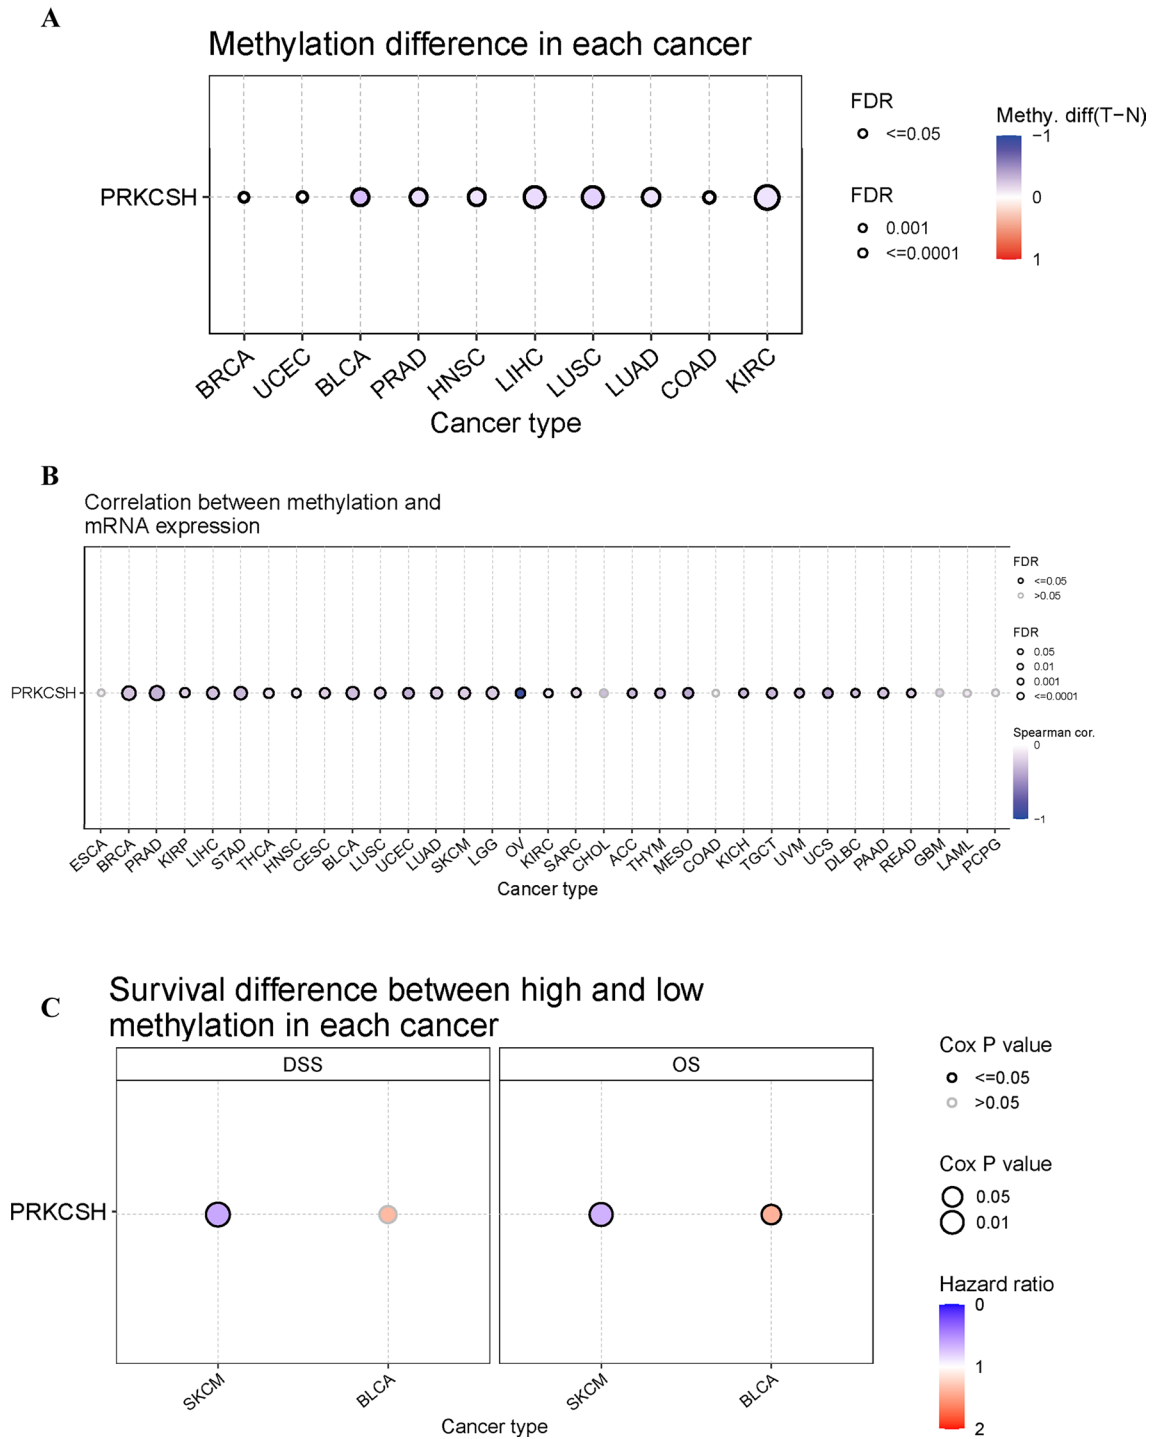 A
Methylation difference in each cancer
PRKCSH
BRCA
UCEC
BLCA
PRAD
HNSC
LIHC
LUSC
LUAD
COAD
KIRC
Cancer type
FDR
<=0.05
FDR
0.001
<=0.0001
Methy. diff(T−N)
−1
0
1
B
Correlation between methylation and
mRNA expression
PRKCSH
ESCA
BRCA
PRAD
KIRP
LIHC
STAD
THCA
HNSC
CESC
BLCA
LUSC
UCEC
LUAD
SKCM
LGG
OV
KIRC
SARC
CHOL
ACC
THYM
MESO
COAD
KICH
TGCT
UVM
UCS
DLBC
PAAD
READ
GBM
LAML
PCPG
Cancer type
FDR
<=0.05
>0.05
FDR
0.05
0.01
0.001
<=0.0001
Spearman cor.
0
−1
C
Survival difference between high and low
methylation in each cancer
DSS
OS
PRKCSH
SKCM
BLCA
SKCM
BLCA
Cancer type
Cox P value
<=0.05
>0.05
Cox P value
0.05
0.01
Hazard ratio
0
1
2